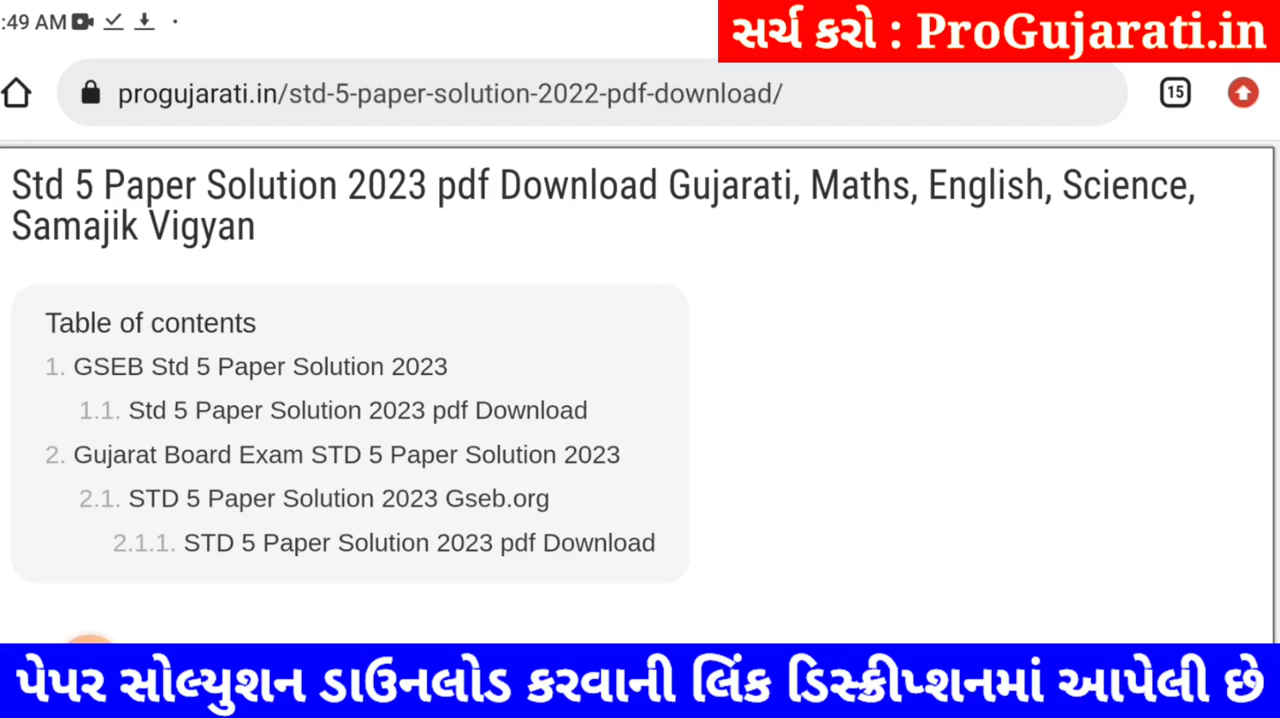 :49 AM
સર્ચ કરો : ProGujarati.in
progujarati.in/std-5-paper-solution-2022-pdf-download/
15
Std 5 Paper Solution 2023 pdf Download Gujarati, Maths, English, Science,
Samajik Vigyan
Table of contents
1. GSEB Std 5 Paper Solution 2023
1.1. Std 5 Paper Solution 2023 pdf Download
2. Gujarat Board Exam STD 5 Paper Solution 2023
2.1. STD 5 Paper Solution 2023 Gseb.org
2.1.1. STD 5 Paper Solution 2023 pdf Download
પેપર સોલ્યુશન ડાઉનલોડ કરવાની લિંક ડિસ્ક્રીપ્શનમાં આપેલી છે